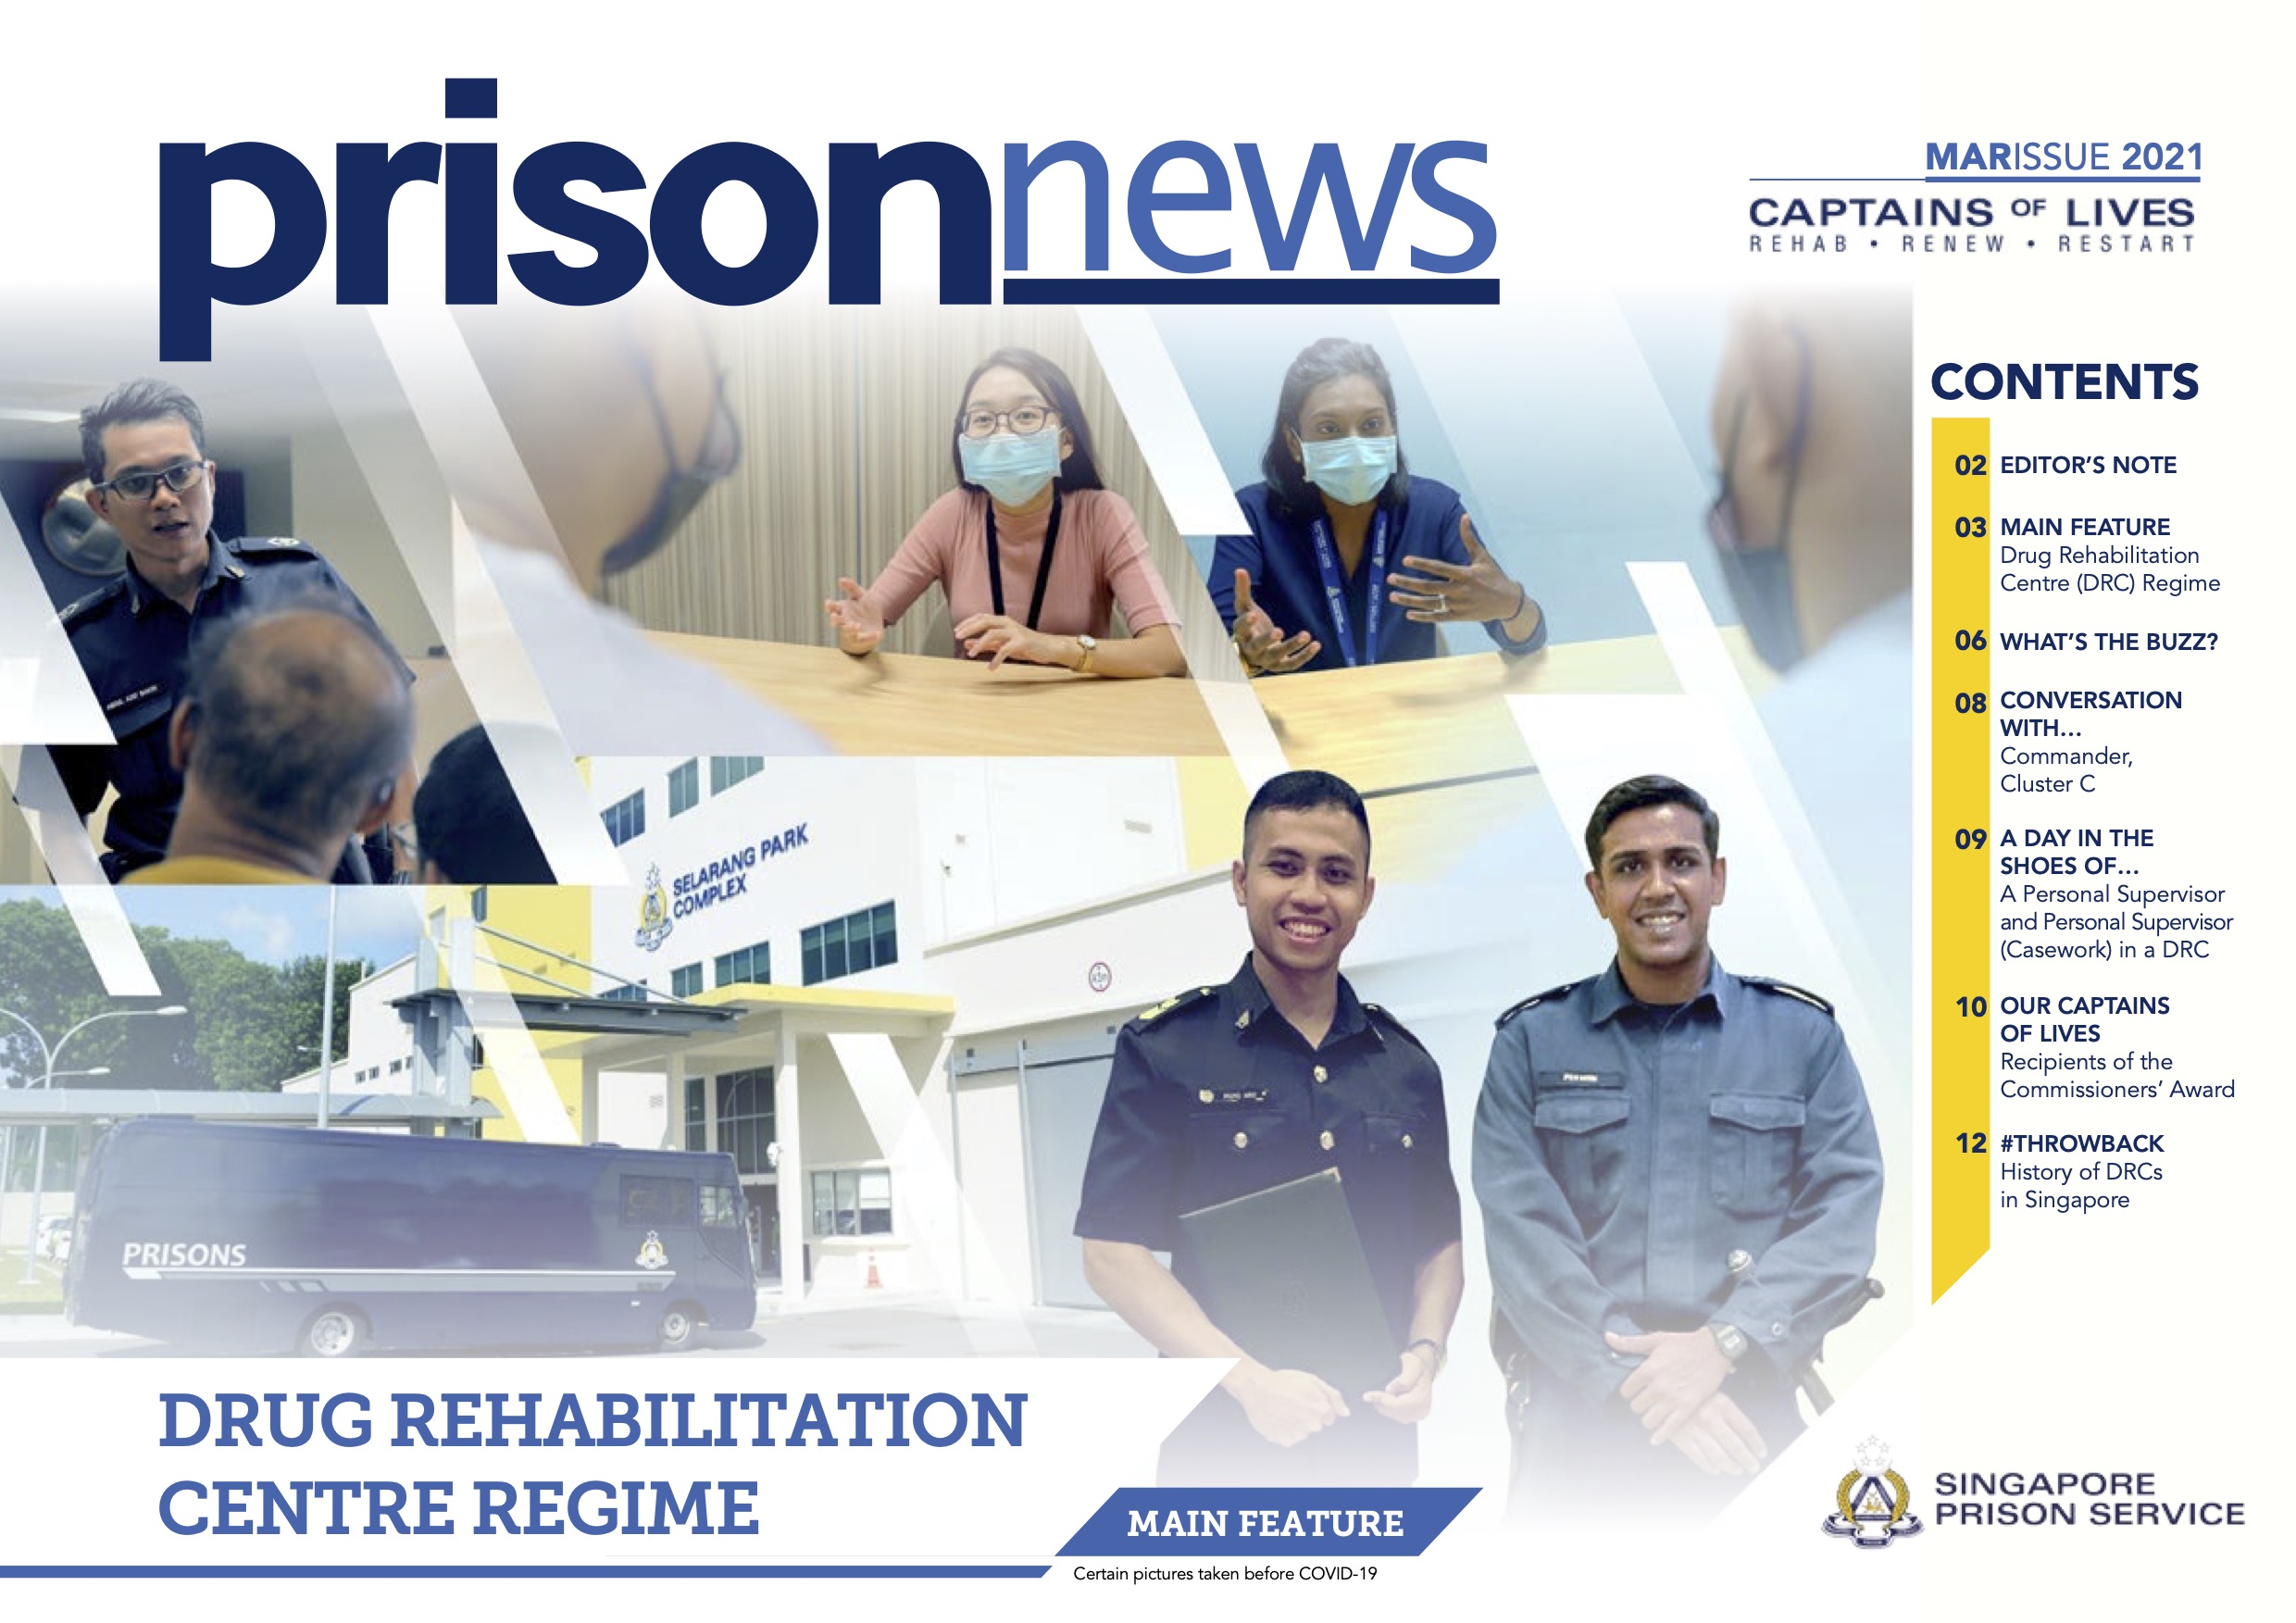 prisonnews
MARISSUE 2021
CAPTAINS OF LIVES
REHAB • RENEW • RESTART
CONTENTS
02 EDITOR'S NOTE
03 MAIN FEATURE
Drug Rehabilitation
Centre (DRC) Regime
06 WHAT'S THE BUZZ?
08 CONVERSATION
WITH...
Commander,
Cluster C
09 A DAY IN THE
SHOES OF...
A Personal Supervisor
and Personal Supervisor
(Casework) in a DRC
10 OUR CAPTAINS
OF LIVES
Recipients of the
Commissioners' Award
12 #THROWBACK
History of DRCs
in Singapore
SELARANG PARK
COMPLEX
PRISONS
DRUG REHABILITATION
CENTRE REGIME
MAIN FEATURE
Certain pictures taken before COVID-19
SINGAPORE
PRISON SERVICE